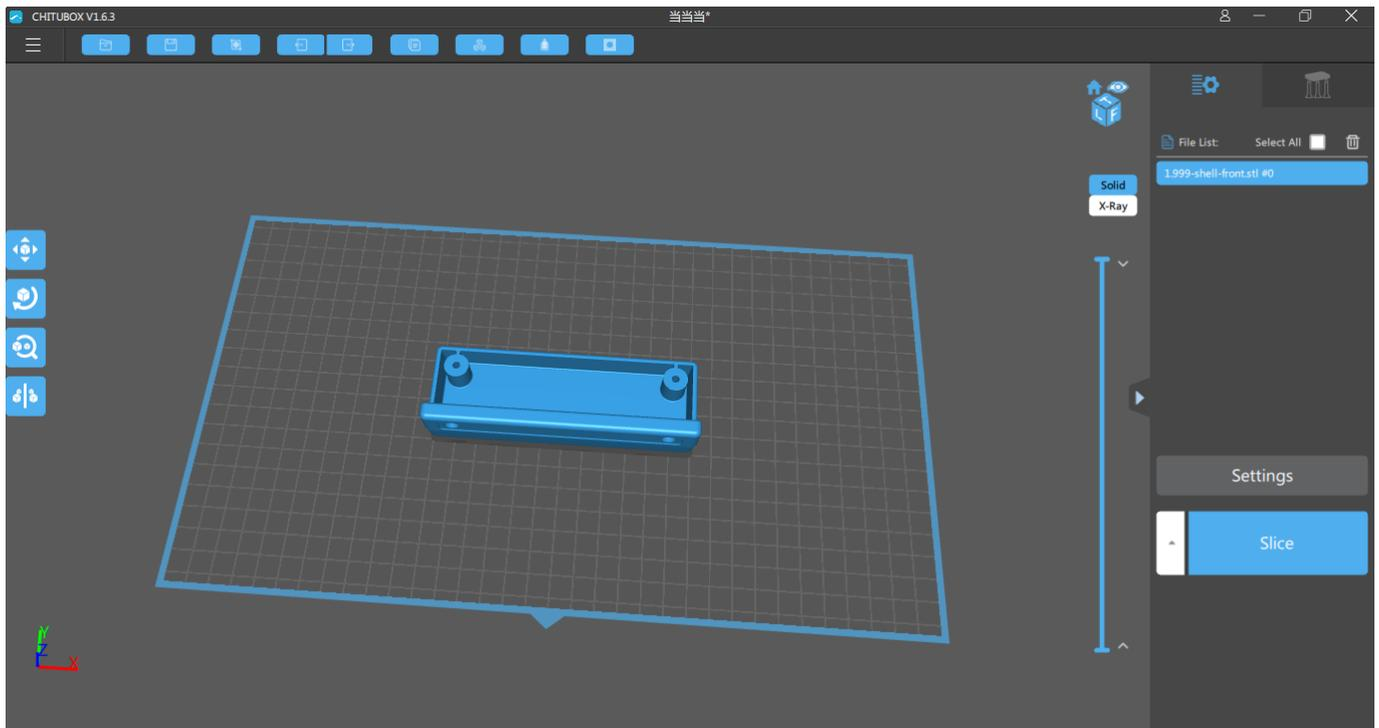 CHITUBOX V1.6.3
当当当*
File List: Select All
1.999-shell-front.stl #0
Solid
X-Ray
T
L F
Settings
Slice
Y
Z
X